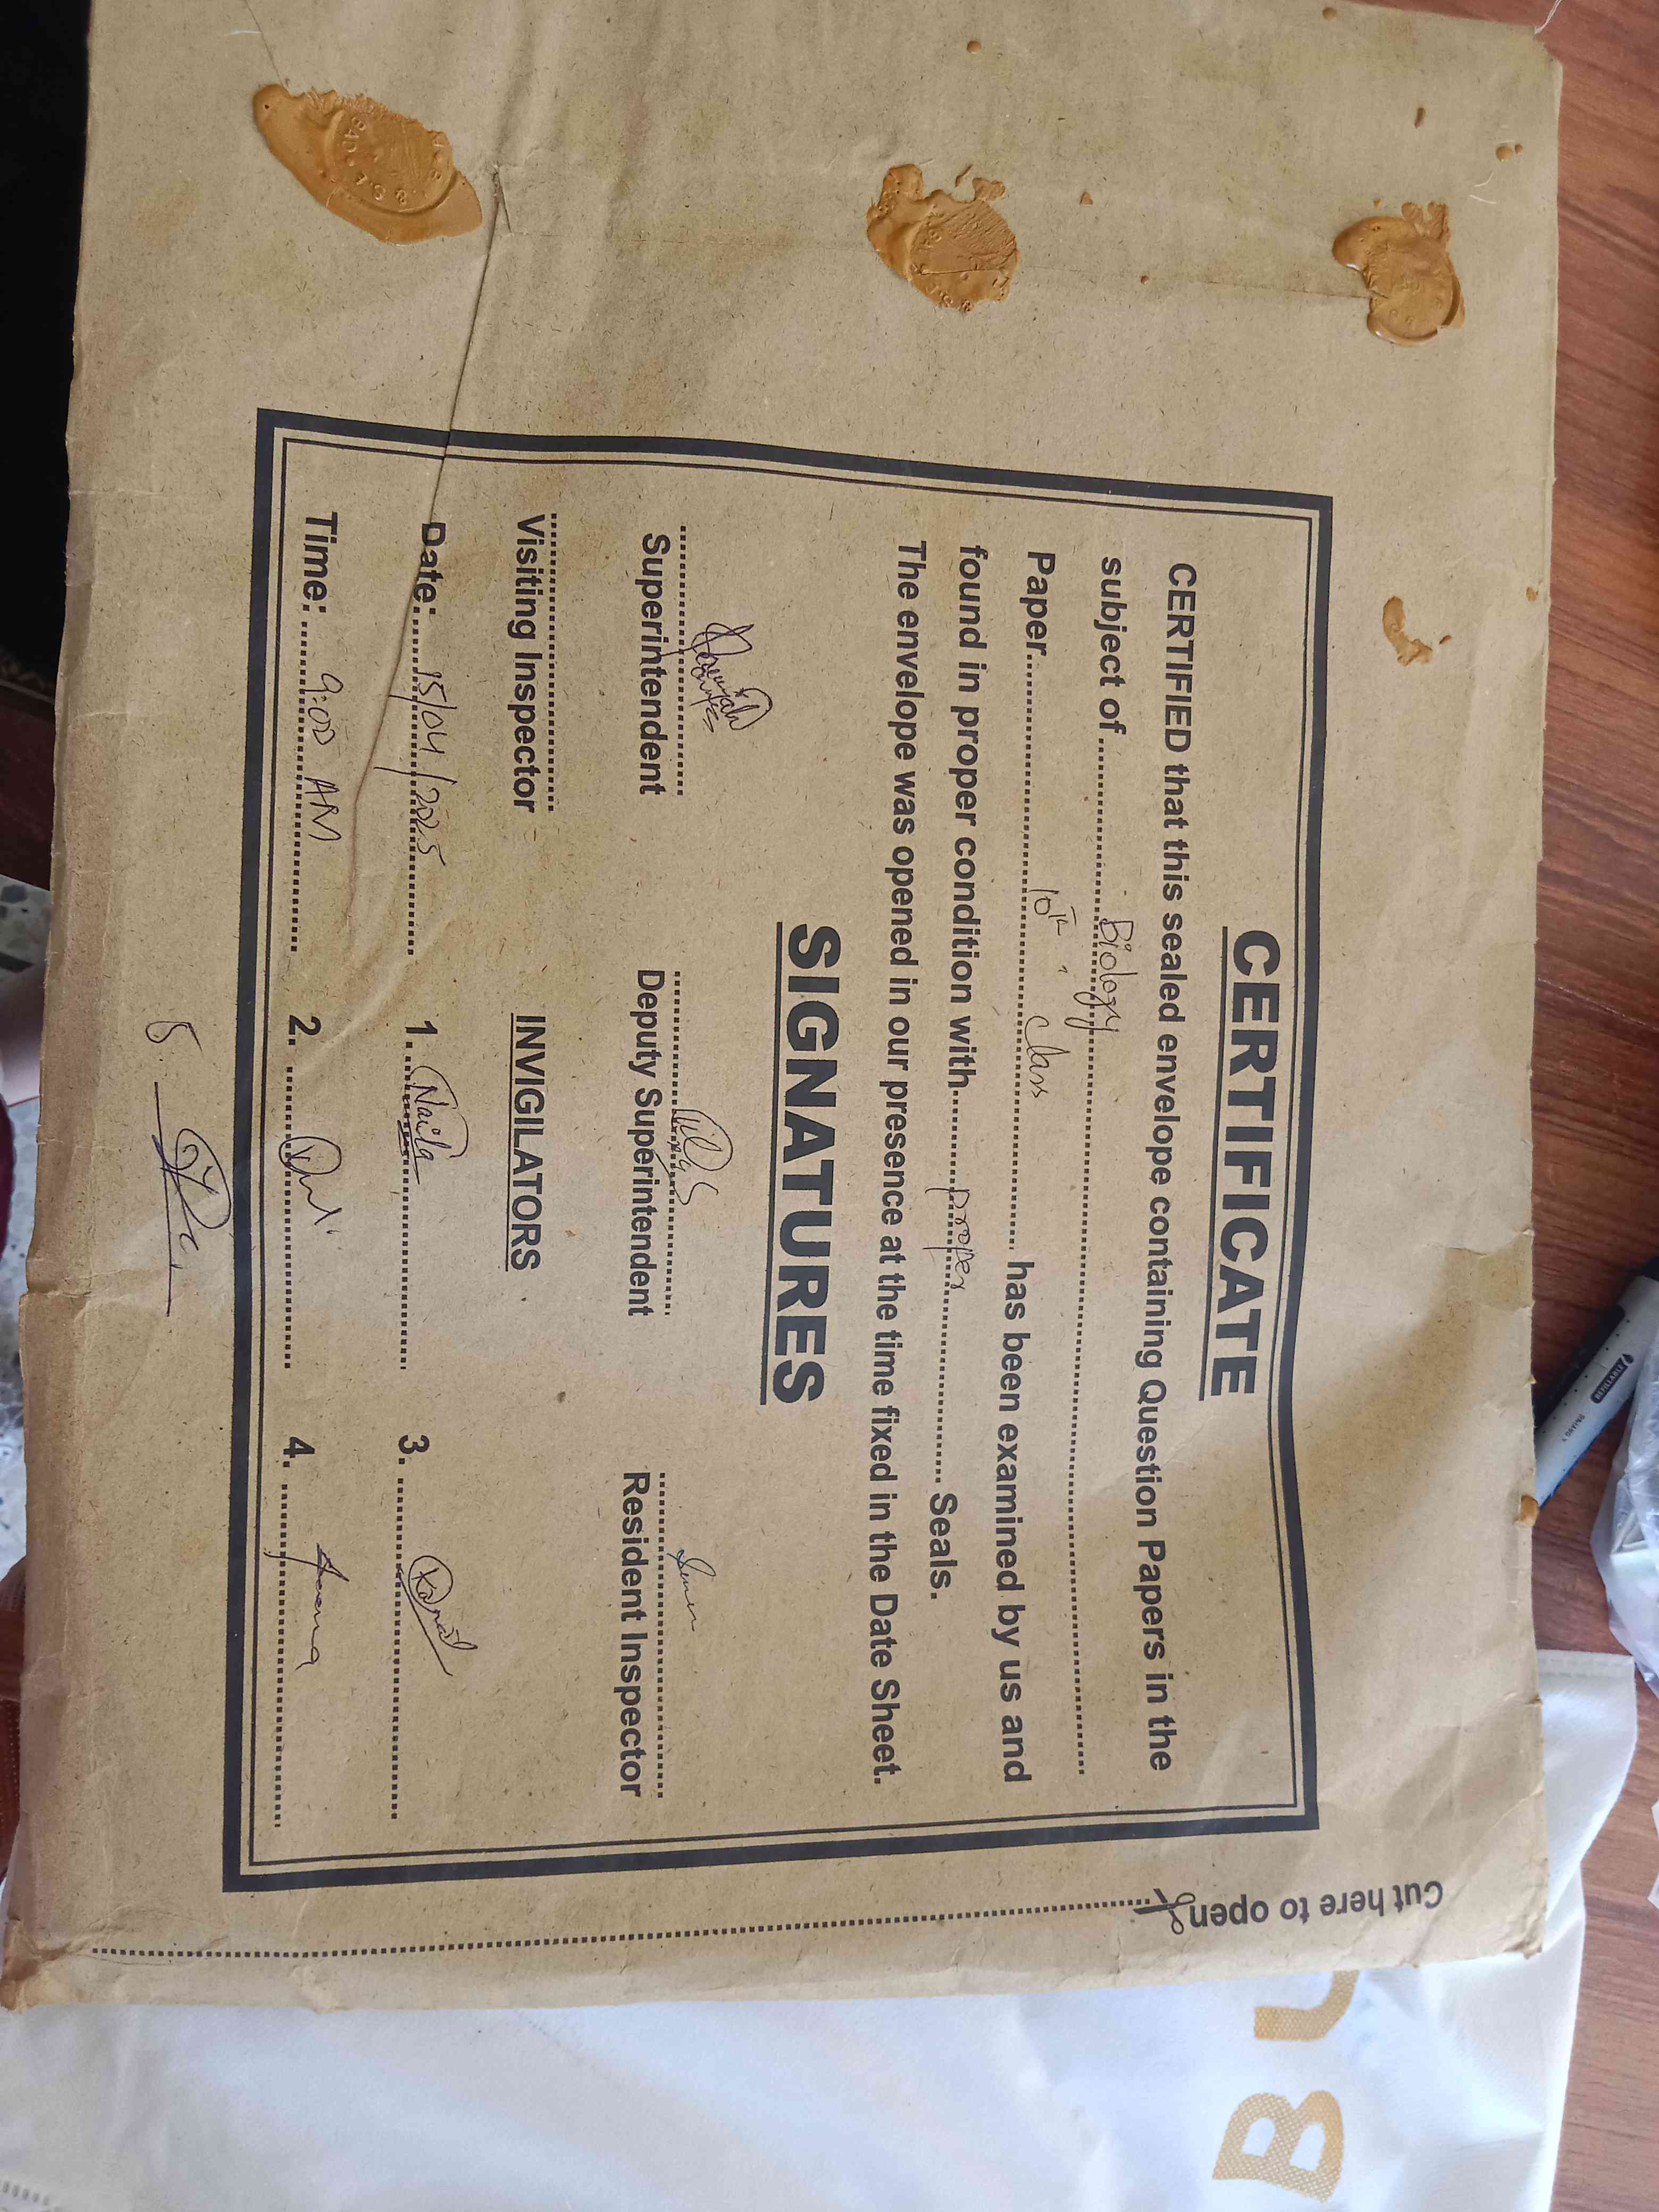 CERTIFICATE
CERTIFIED that this sealed envelope containing Question Papers in the
subject of .......... Biology ..........
Paper.......... 10th Class .......... has been examined by us and
found in proper condition with.......... proper .......... Seals.
The envelope was opened in our presence at the time fixed in the Date Sheet.
SIGNATURES
Superintendent Deputy Superintendent Resident Inspector
Visiting Inspector INVIGILATORS
Date: 15/04/2025 1. Naila 3.
Time: 9:00 AM 2. 4.
5.
Cut here to open
REFILLABLE
BU